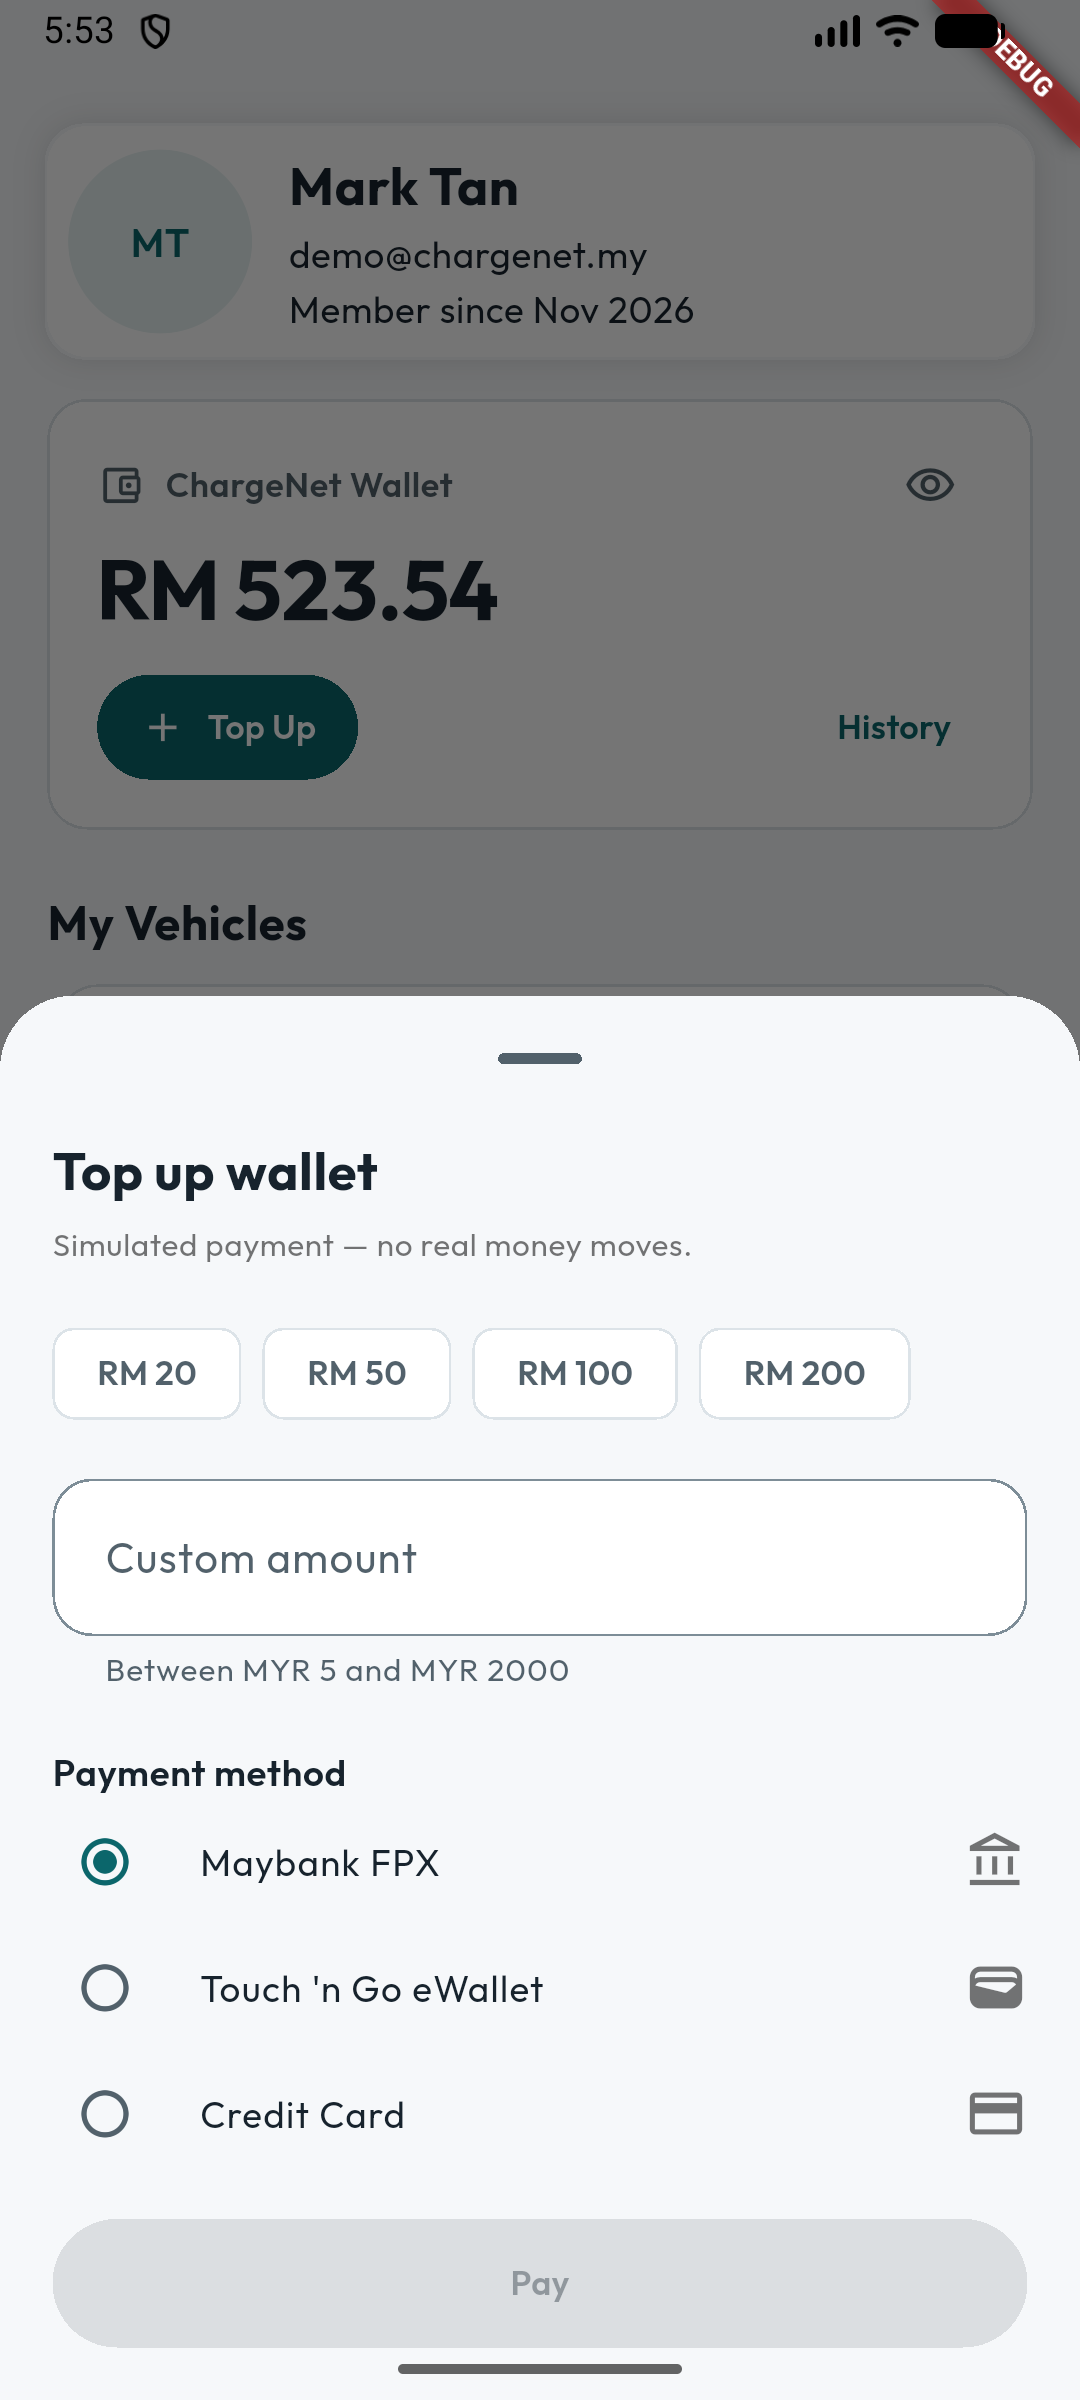 5:53
DEBUG
MT
Mark Tan
demo@chargenet.my
Member since Nov 2026
ChargeNet Wallet
RM 523.54
Top Up
History
My Vehicles
Top up wallet
Simulated payment — no real money moves.
RM 20
RM 50
RM 100
RM 200
Custom amount
Between MYR 5 and MYR 2000
Payment method
Maybank FPX
Touch 'n Go eWallet
Credit Card
Pay